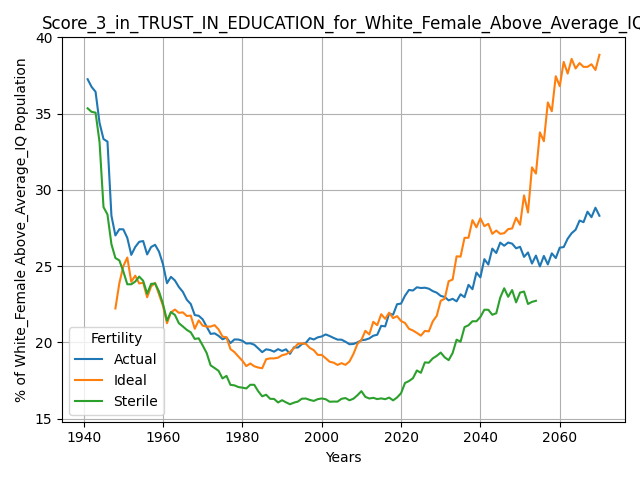 Score_3_in_TRUST_IN_EDUCATION_for_White_Female_Above_Average_IQ
% of White_Female Above_Average_IQ Population
40
35
30
25
20
15
Fertility
Actual
Ideal
Sterile
1940 1960 1980 2000 2020 2040 2060
Years